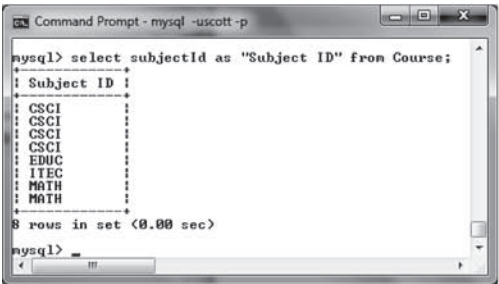 Command Prompt - mysql -uscott -p
mysql> select subjectId as "Subject ID" from Course;
+------------+
| Subject ID |
+------------+
| CSCI |
| CSCI |
| CSCI |
| CSCI |
| EDUC |
| ITEC |
| MATH |
| MATH |
+------------+
8 rows in set (0.00 sec)
mysql> _